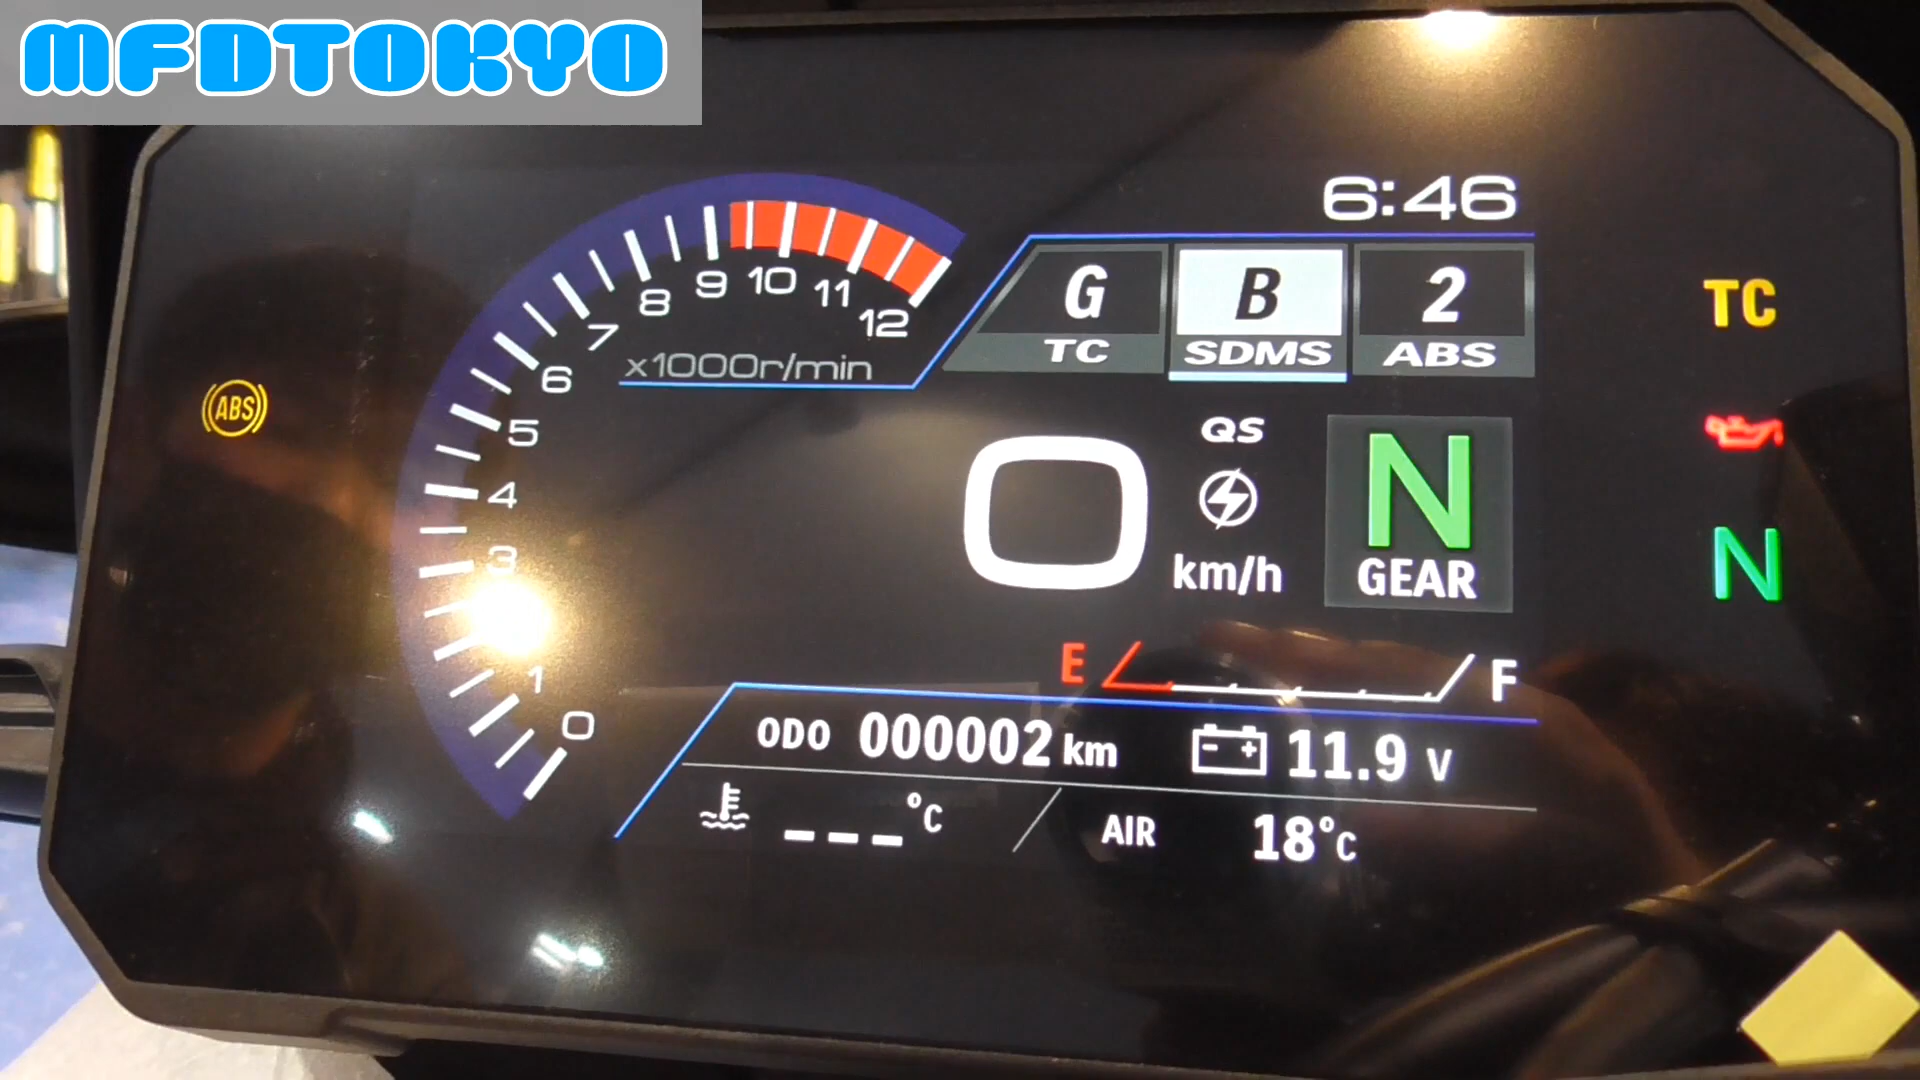 MFDTOKYO
6:46
G B 2
TC SDMS ABS
0 1 3 4 5 6 7 8 9 10 11 12
x1000r/min
ABS
TC
QS
0 km/h
N
GEAR
N
E F
ODO 000002 km 11.9 V
---°C AIR 18°C